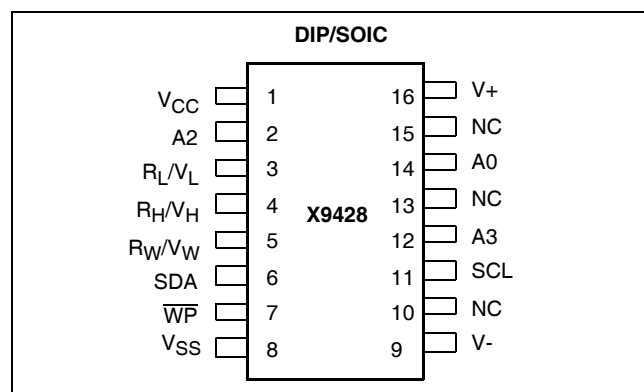 DIP/SOIC
VCC 1 16 V+
A2 2 15 NC
RL/VL 3 14 A0
RH/VH 4 13 NC
X9428
RW/VW 5 12 A3
SDA 6 11 SCL
WP 7 10 NC
VSS 8 9 V-